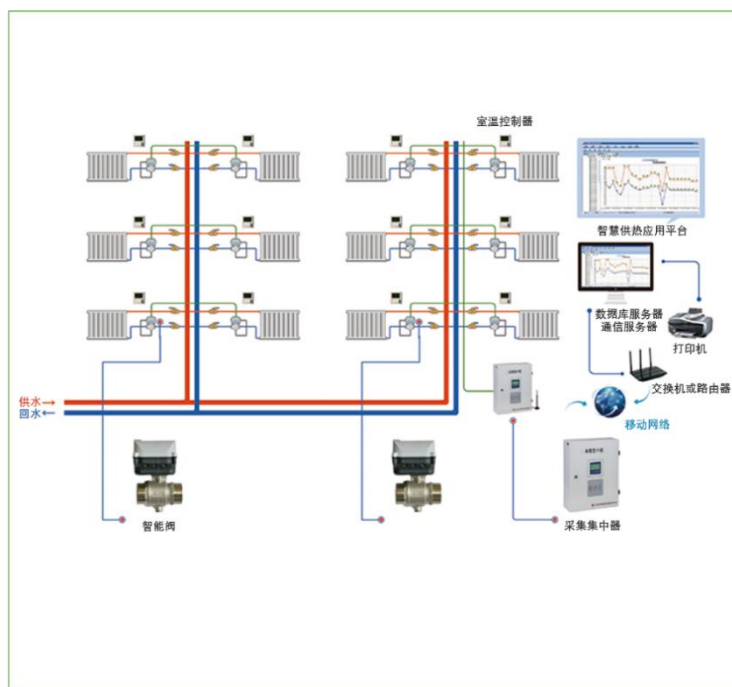 室温控制器
智慧供热应用平台
数据库服务器
通信服务器
打印机
交换机或路由器
供水→
回水←
移动网络
智能阀
采集集中器